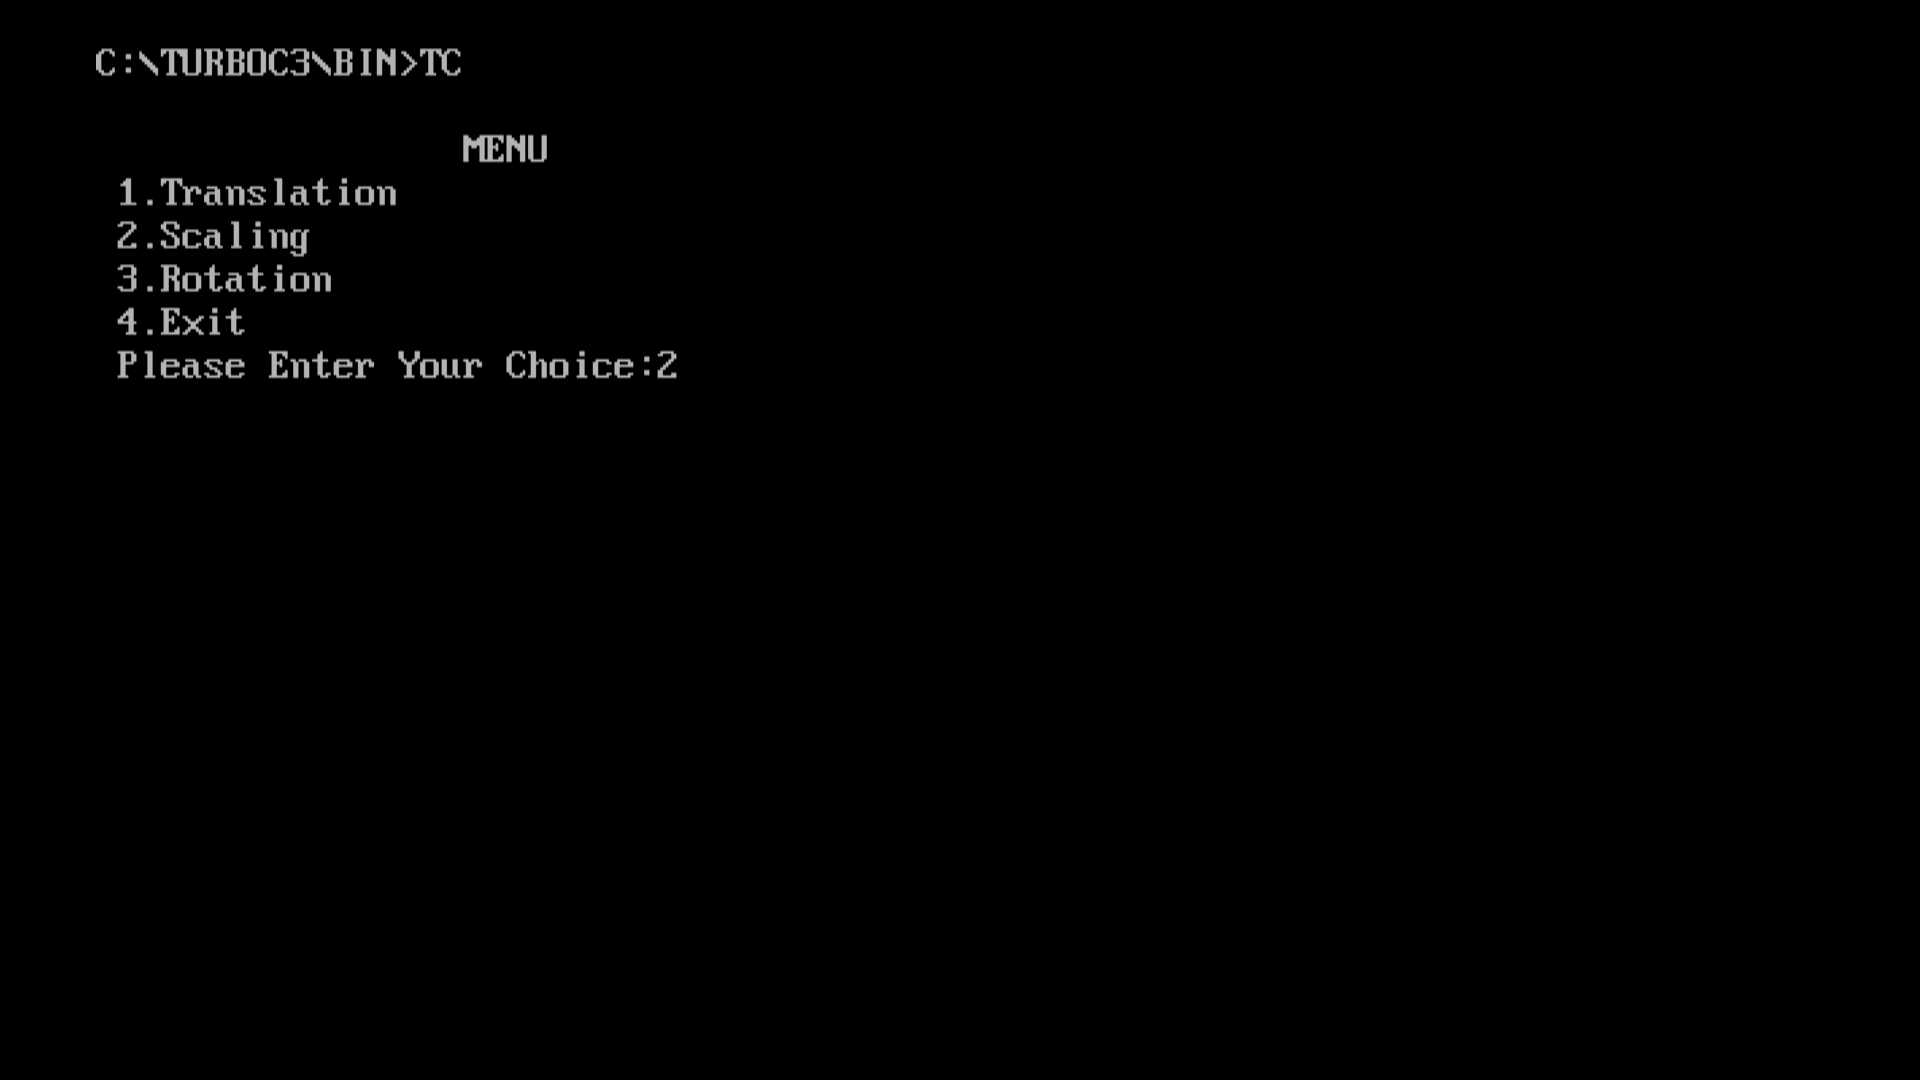 C:\TURBOC3\BIN>TC
MENU
1.Translation
2.Scaling
3.Rotation
4.Exit
Please Enter Your Choice:2